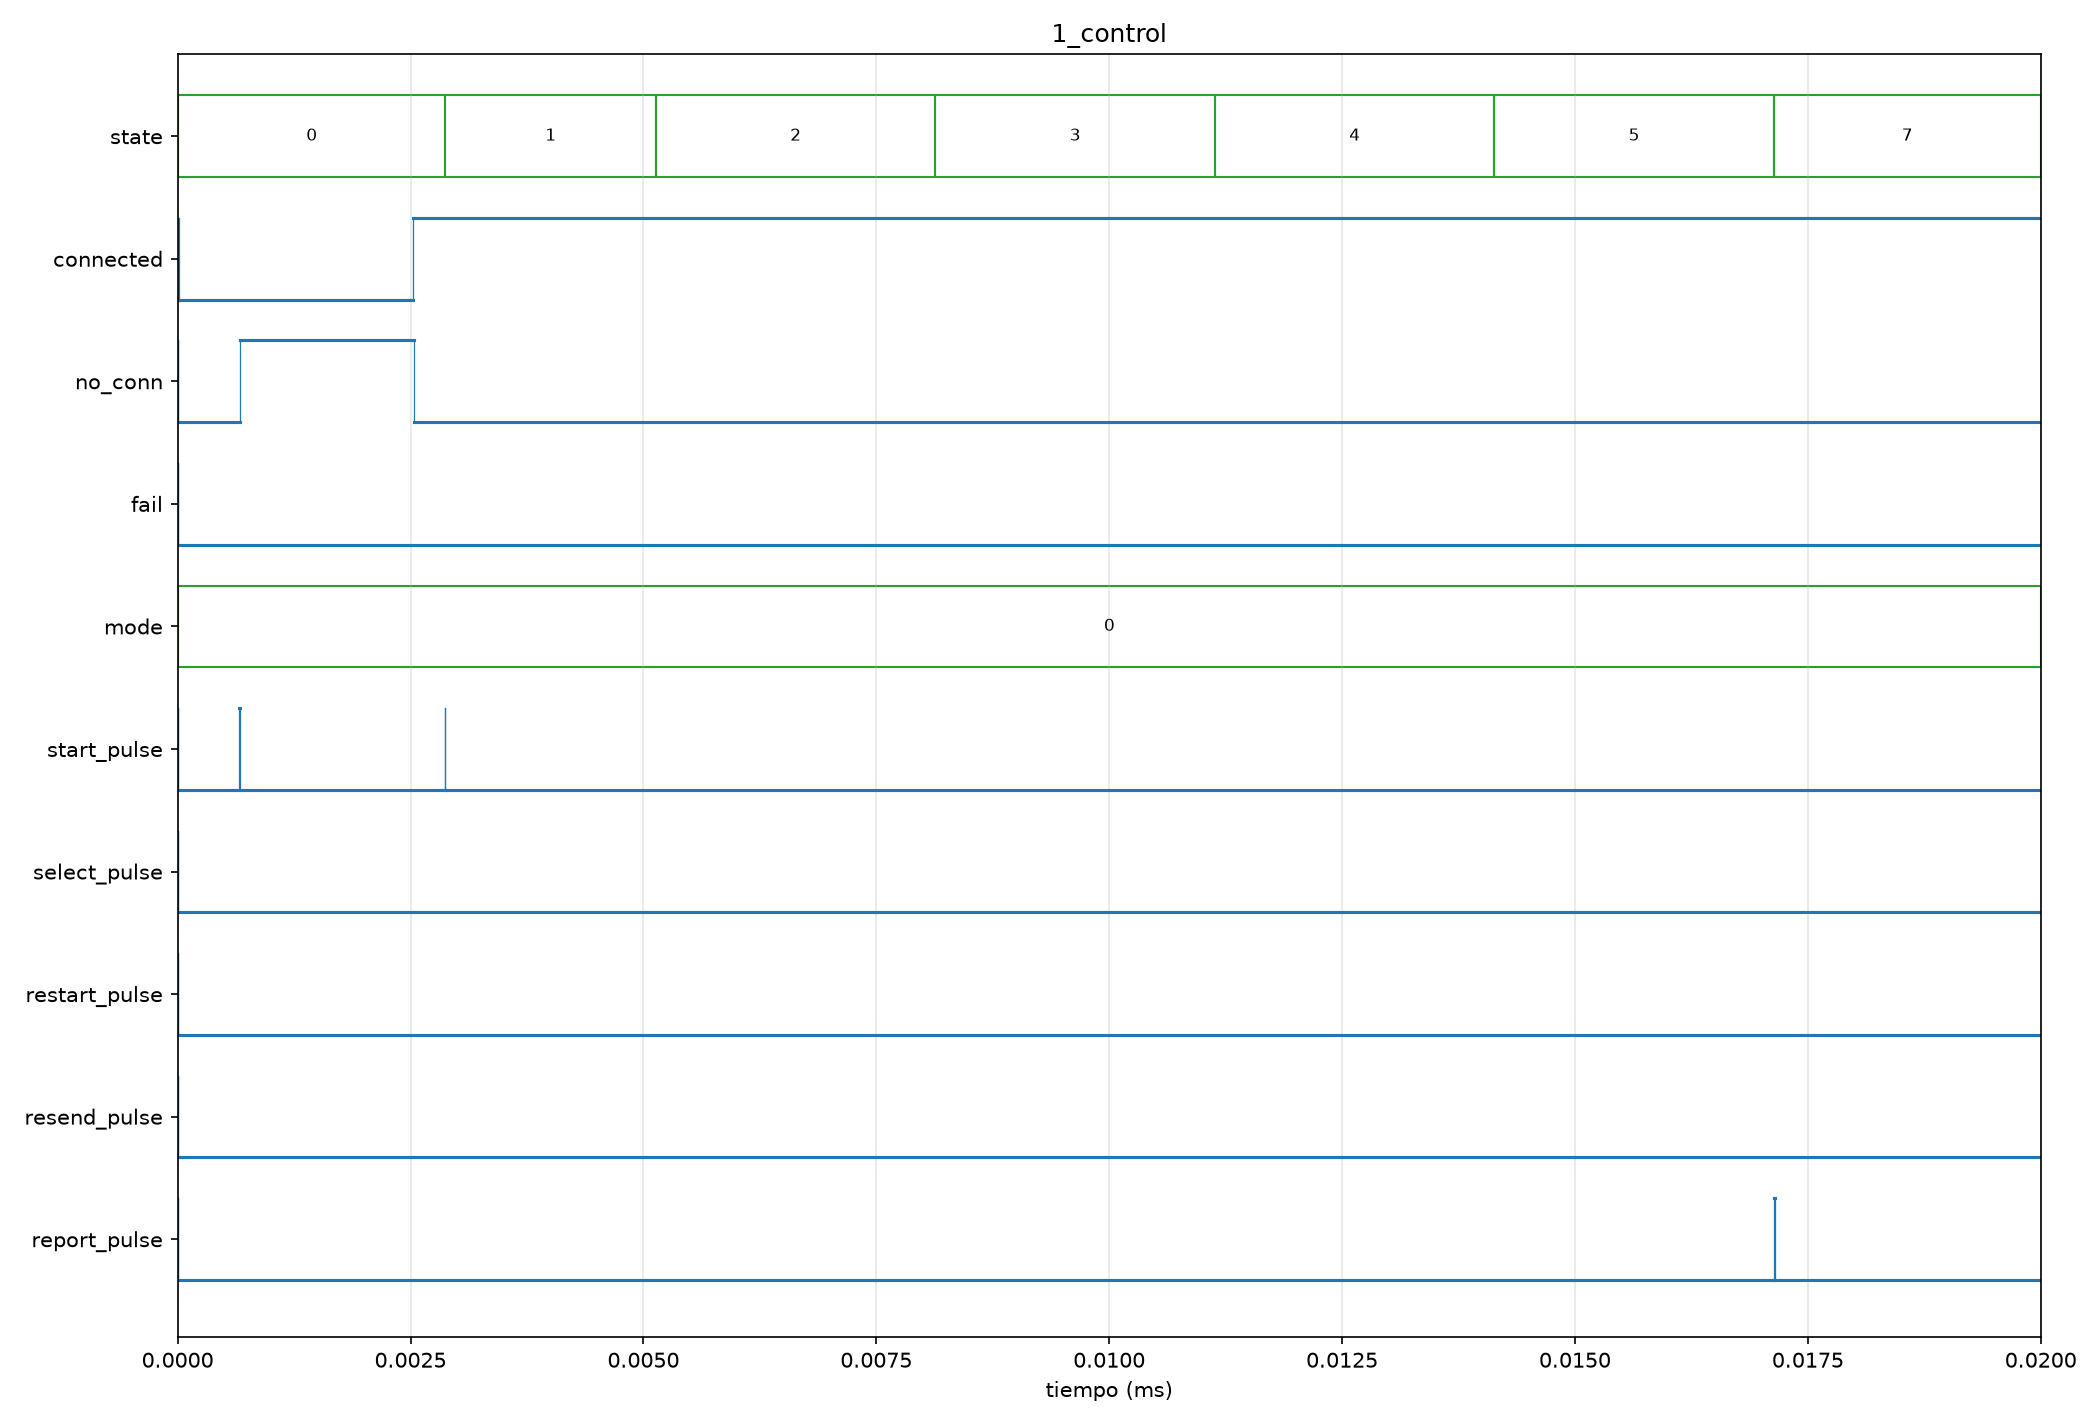 1_control
state 0 1 2 3 4 5 7
connected
no_conn
fail
mode 0
start_pulse
select_pulse
restart_pulse
resend_pulse
report_pulse
0.0000 0.0025 0.0050 0.0075 0.0100 0.0125 0.0150 0.0175 0.0200
tiempo (ms)